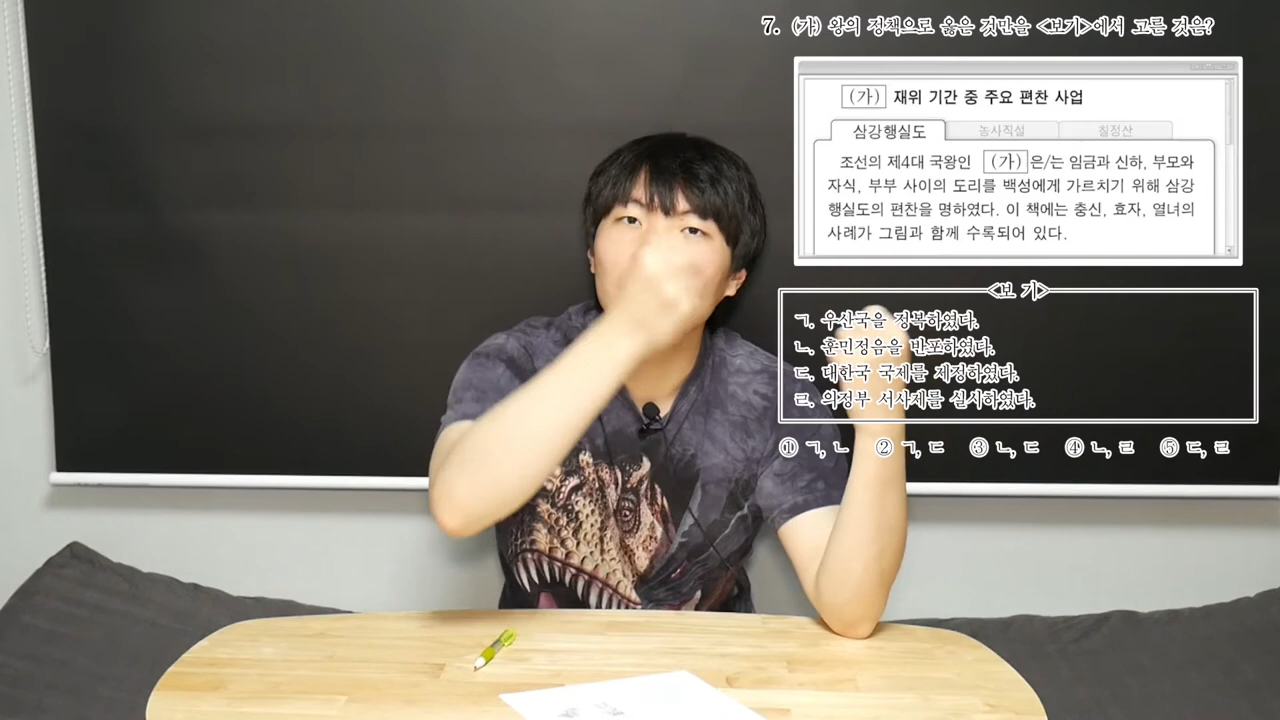 7. (가) 왕의 정책으로 옳은 것만을 <보기>에서 고른 것은?
(가) 재위 기간 중 주요 편찬 사업
삼강행실도 농사직설 칠정산
조선의 제4대 국왕인 (가) 은/는 임금과 신하, 부모와
자식, 부부 사이의 도리를 백성에게 가르치기 위해 삼강
행실도의 편찬을 명하였다. 이 책에는 충신, 효자, 열녀의
사례가 그림과 함께 수록되어 있다.
<보 기>
ㄱ. 우산국을 정복하였다.
ㄴ. 훈민정음을 반포하였다.
ㄷ. 대한국 국제를 제정하였다.
ㄹ. 의정부 서사제를 실시하였다.
① ㄱ, ㄴ ② ㄱ, ㄷ ③ ㄴ, ㄷ ④ ㄴ, ㄹ ⑤ ㄷ, ㄹ